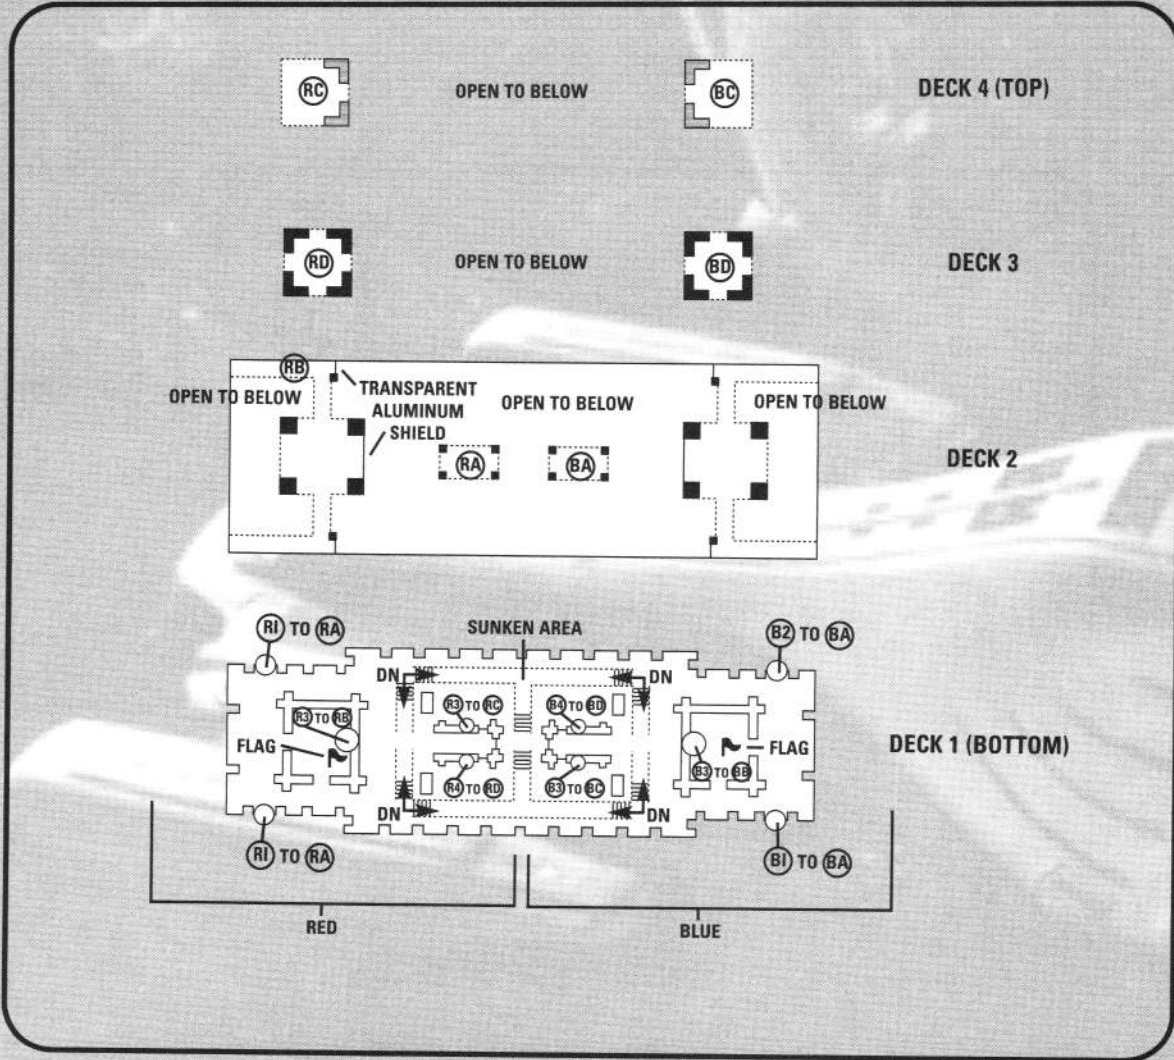 RC
OPEN TO BELOW
BC
DECK 4 (TOP)
RD
OPEN TO BELOW
BD
DECK 3
RB
OPEN TO BELOW
TRANSPARENT
ALUMINUM
SHIELD
OPEN TO BELOW
OPEN TO BELOW
RA
BA
DECK 2
R1 TO RA
SUNKEN AREA
B2 TO BA
DN
DN
R3 TO RC
B4 TO BD
R3 TO RB
FLAG
FLAG
DECK 1 (BOTTOM)
B3 TO BB
R4 TO RD
B3 TO BC
DN
DN
R1 TO RA
B1 TO BA
RED
BLUE